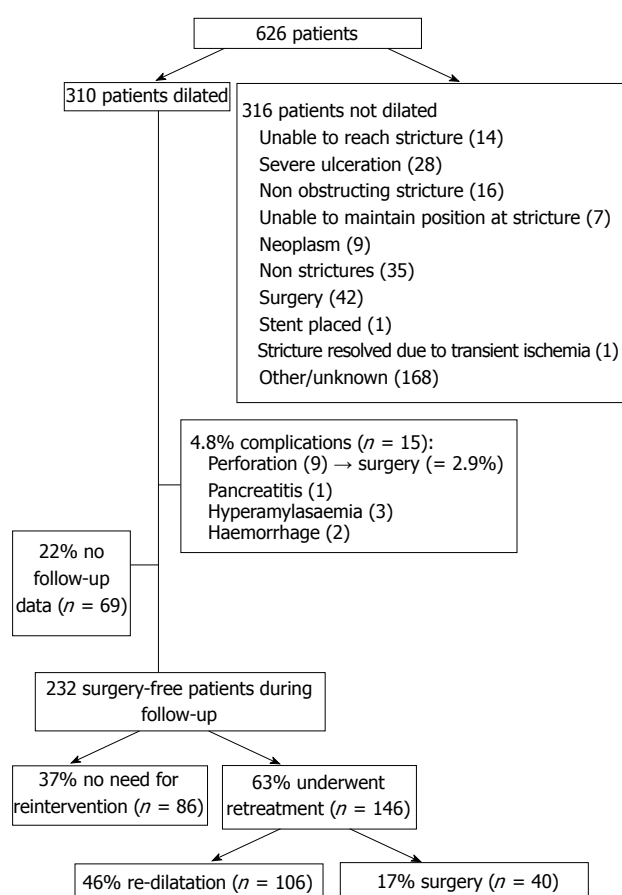 626 patients
310 patients dilated
316 patients not dilated
Unable to reach stricture (14)
Severe ulceration (28)
Non obstructing stricture (16)
Unable to maintain position at stricture (7)
Neoplasm (9)
Non strictures (35)
Surgery (42)
Stent placed (1)
Stricture resolved due to transient ischemia (1)
Other/unknown (168)
4.8% complications (n = 15):
Perforation (9) → surgery (= 2.9%)
Pancreatitis (1)
Hyperamylasaemia (3)
Haemorrhage (2)
22% no
follow-up
data (n = 69)
232 surgery-free patients during
follow-up
37% no need for
reintervention (n = 86)
63% underwent
retreatment (n = 146)
46% re-dilatation (n = 106)
17% surgery (n = 40)